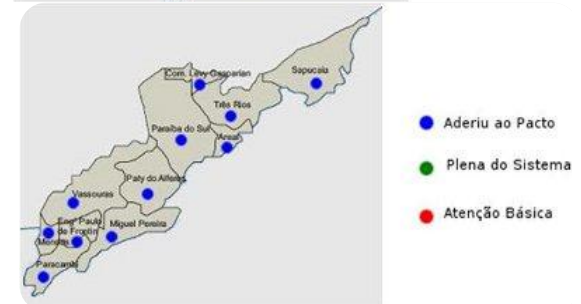 Com. Levy Gasparian
Sapucaia
Três Rios
Paraíba do Sul
Areal
Paty do Alferes
Vassouras
Engº Paulo
de Frontin
Miguel Pereira
Mendes
Paracambi
Aderiu ao Pacto
Plena do Sistema
Atenção Básica